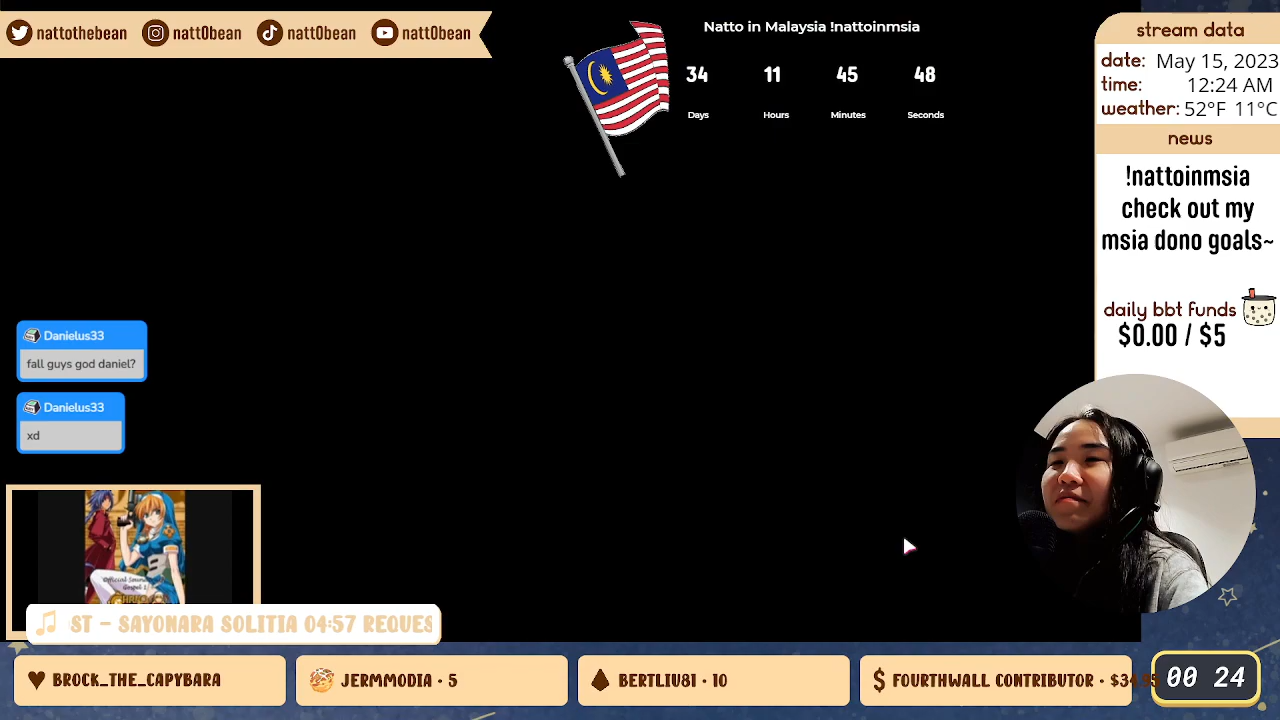 nattothebean natt0bean natt0bean natt0bean
Natto in Malaysia !nattoinmsia
34 11 45 48
Days Hours Minutes Seconds
stream data
date: May 15, 2023
time: 12:24 AM
weather: 52°F 11°C
news
!nattoinmsia
check out my
msia dono goals~
daily bbt funds
$0.00 / $5
Danielus33
fall guys god daniel?
Danielus33
xd
ST - SAYONARA SOLITIA 04:57 REQUES
BROCK_THE_CAPYBARA
JERMMODIA · 5
BERTLIU81 · 10
$ FOURTHWALL CONTRIBUTOR
00 24